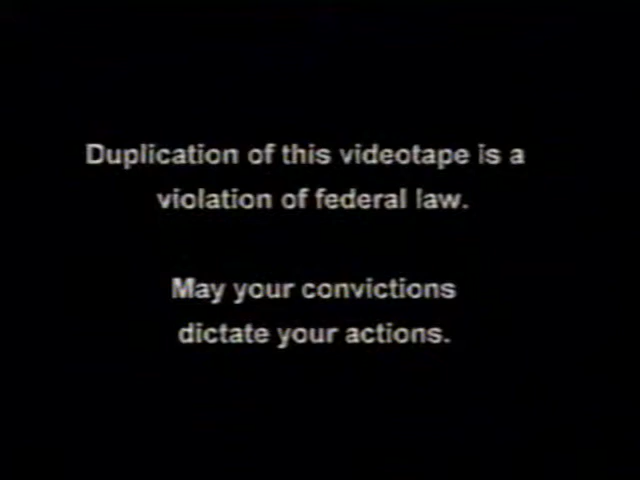 Duplication of this videotape is a
violation of federal law.
May your convictions
dictate your actions.